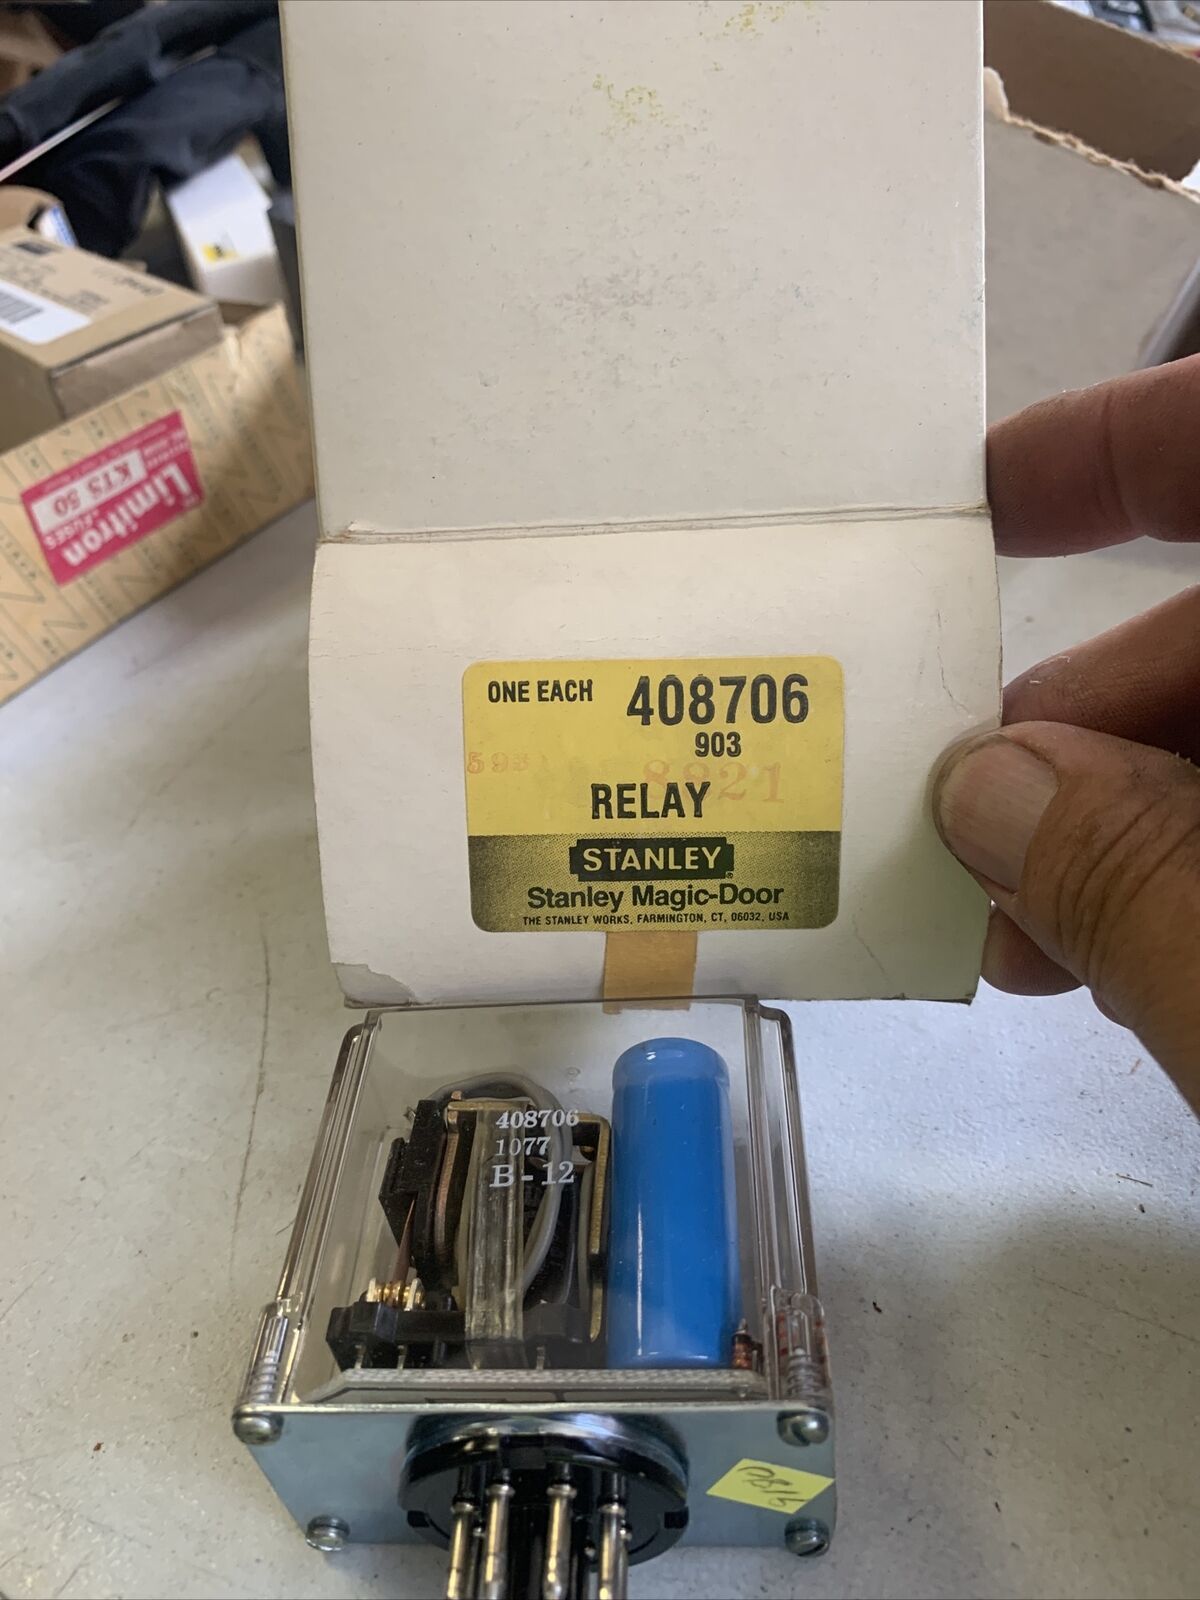 ONE EACH 408706
903
RELAY
STANLEY
Stanley Magic-Door
THE STANLEY WORKS, FARMINGTON, CT, 06032, USA
408706
1077
B-12
Limitron
FUSES
KTS 50